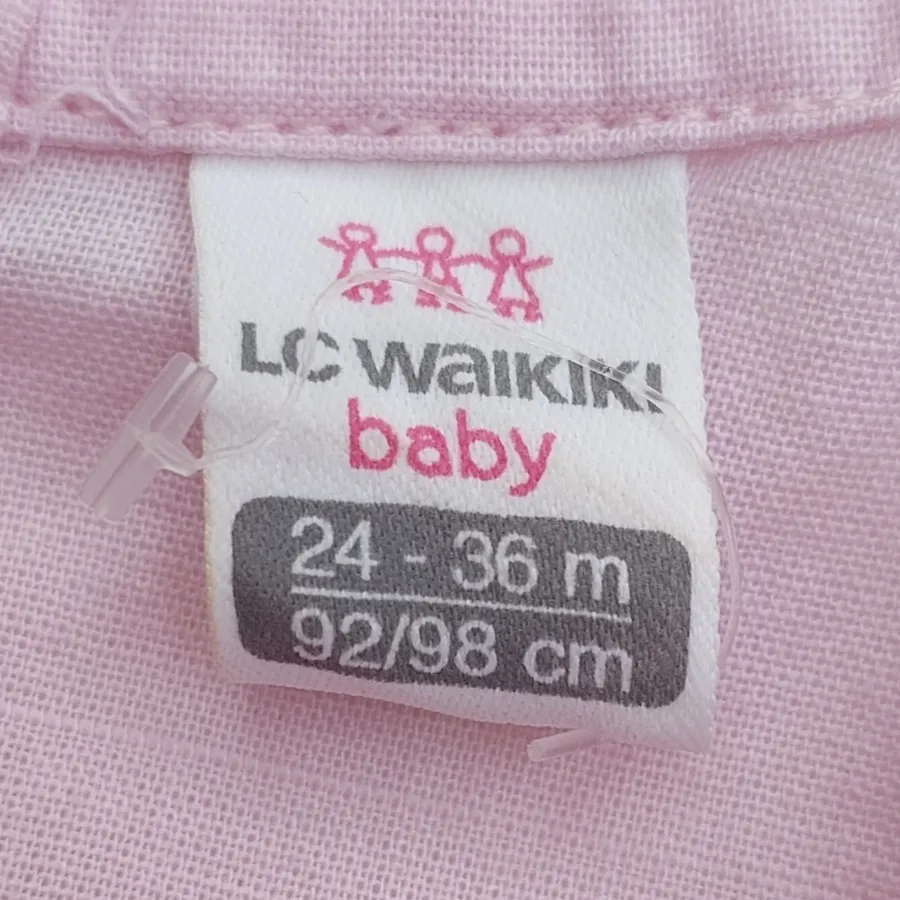 LC WAIKIKI
baby
24 - 36 m
92/98 cm